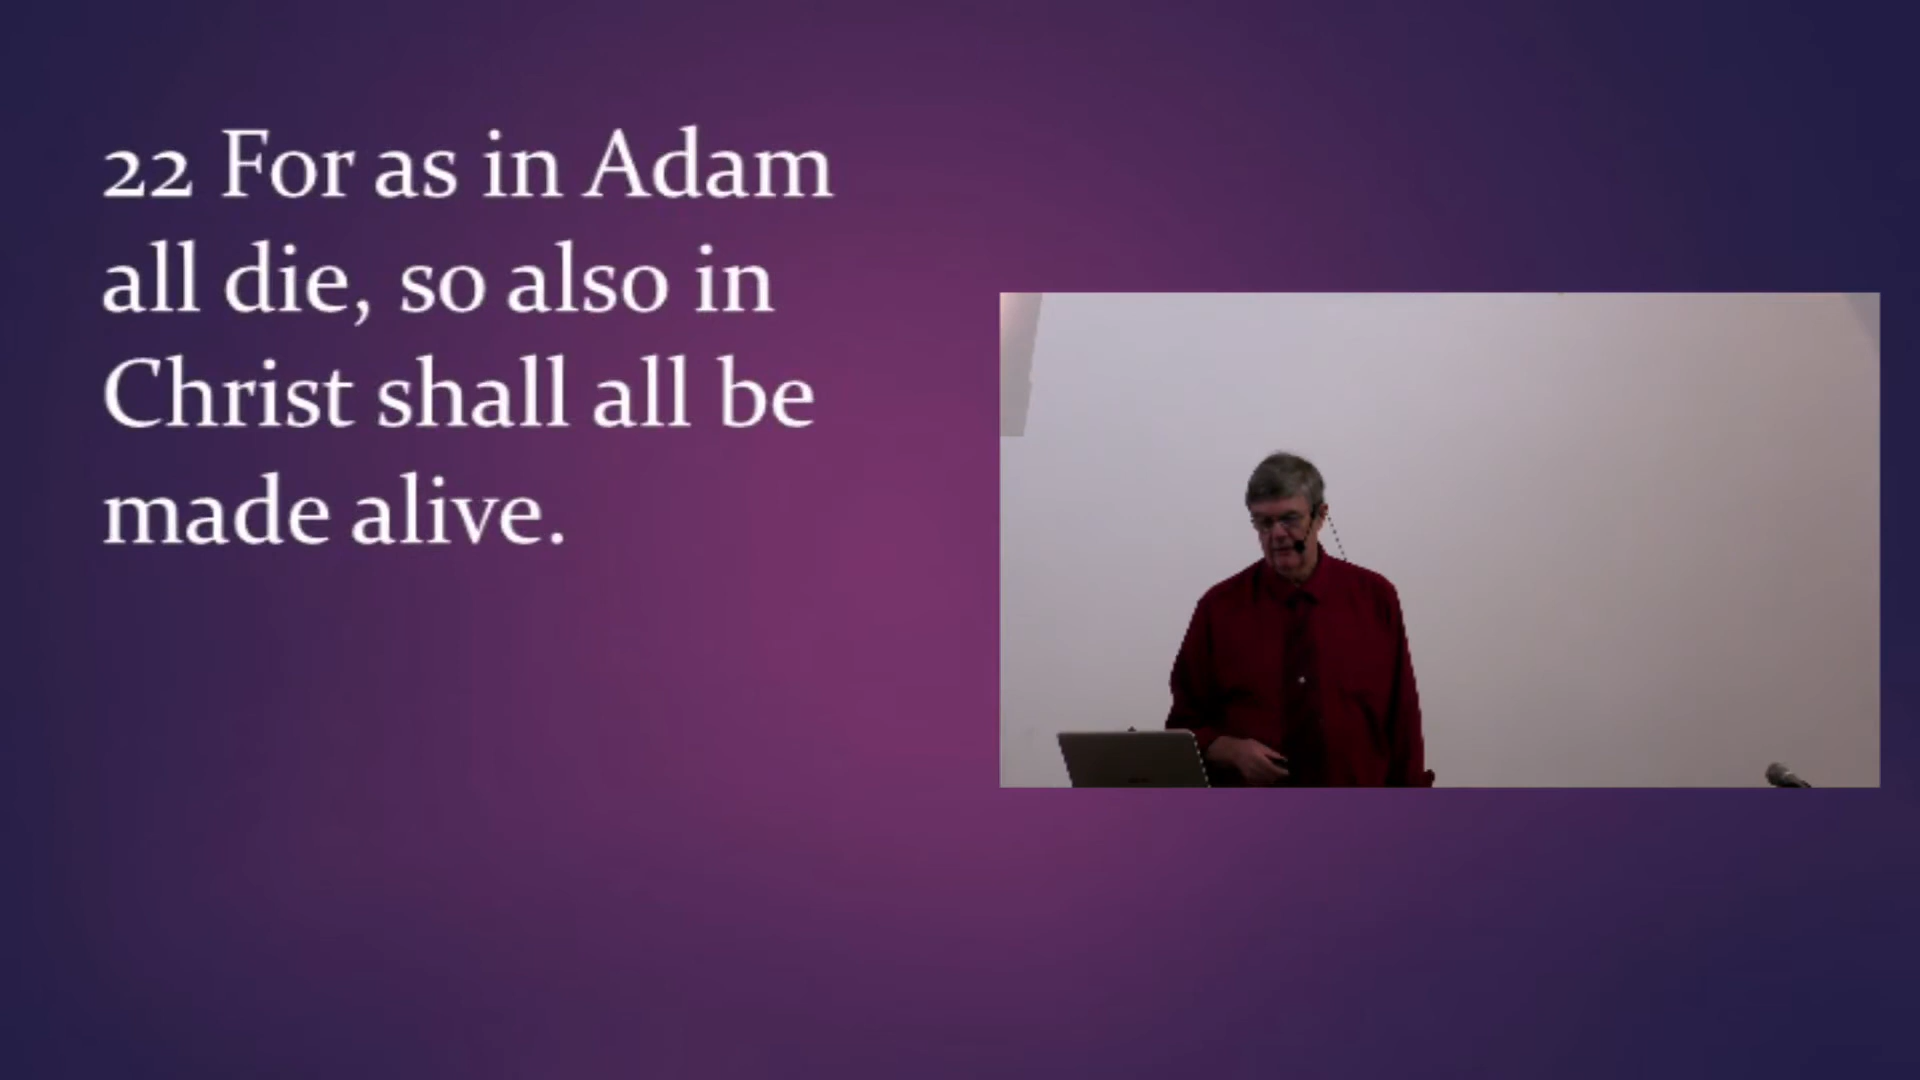 22 For as in Adam
all die, so also in
Christ shall all be
made alive.